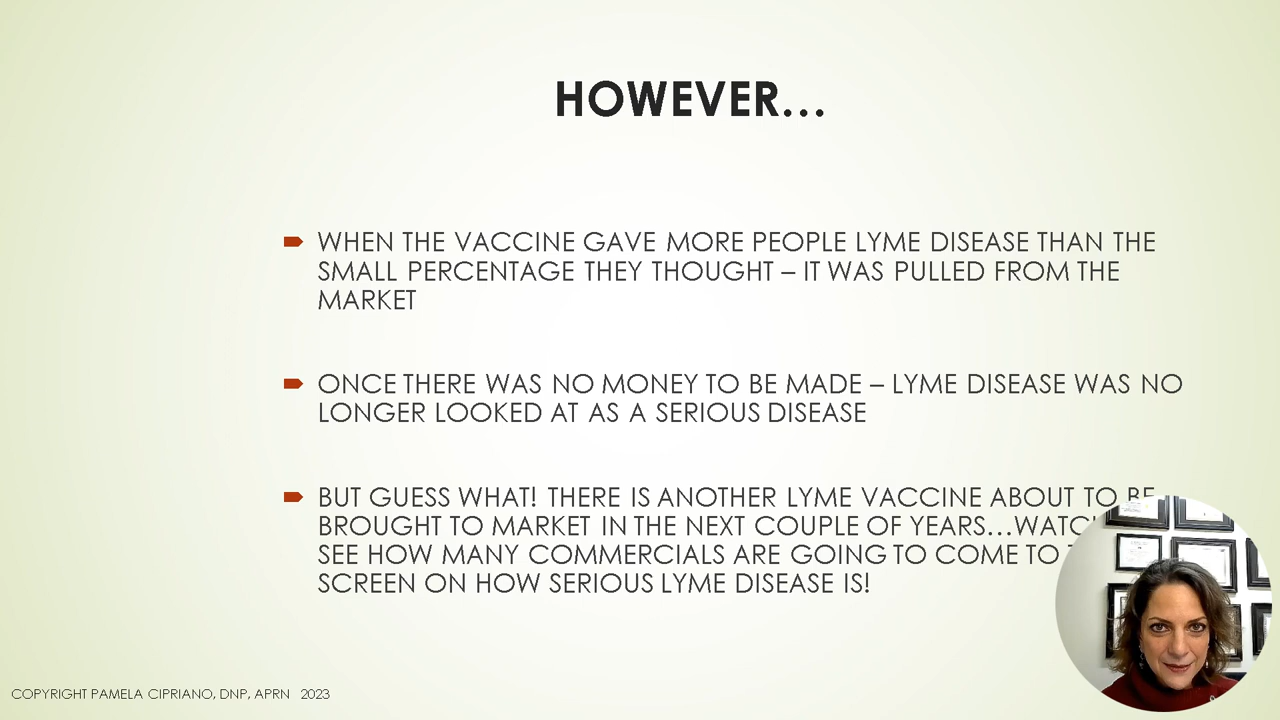 HOWEVER...
WHEN THE VACCINE GAVE MORE PEOPLE LYME DISEASE THAN THE
SMALL PERCENTAGE THEY THOUGHT – IT WAS PULLED FROM THE
MARKET
ONCE THERE WAS NO MONEY TO BE MADE – LYME DISEASE WAS NO
LONGER LOOKED AT AS A SERIOUS DISEASE
BUT GUESS WHAT! THERE IS ANOTHER LYME VACCINE ABOUT TO BE
BROUGHT TO MARKET IN THE NEXT COUPLE OF YEARS...
SEE HOW MANY COMMERCIALS ARE GOING TO COME TO
SCREEN ON HOW SERIOUS LYME DISEASE IS!
COPYRIGHT PAMELA CIPRIANO, DNP, APRN 2023